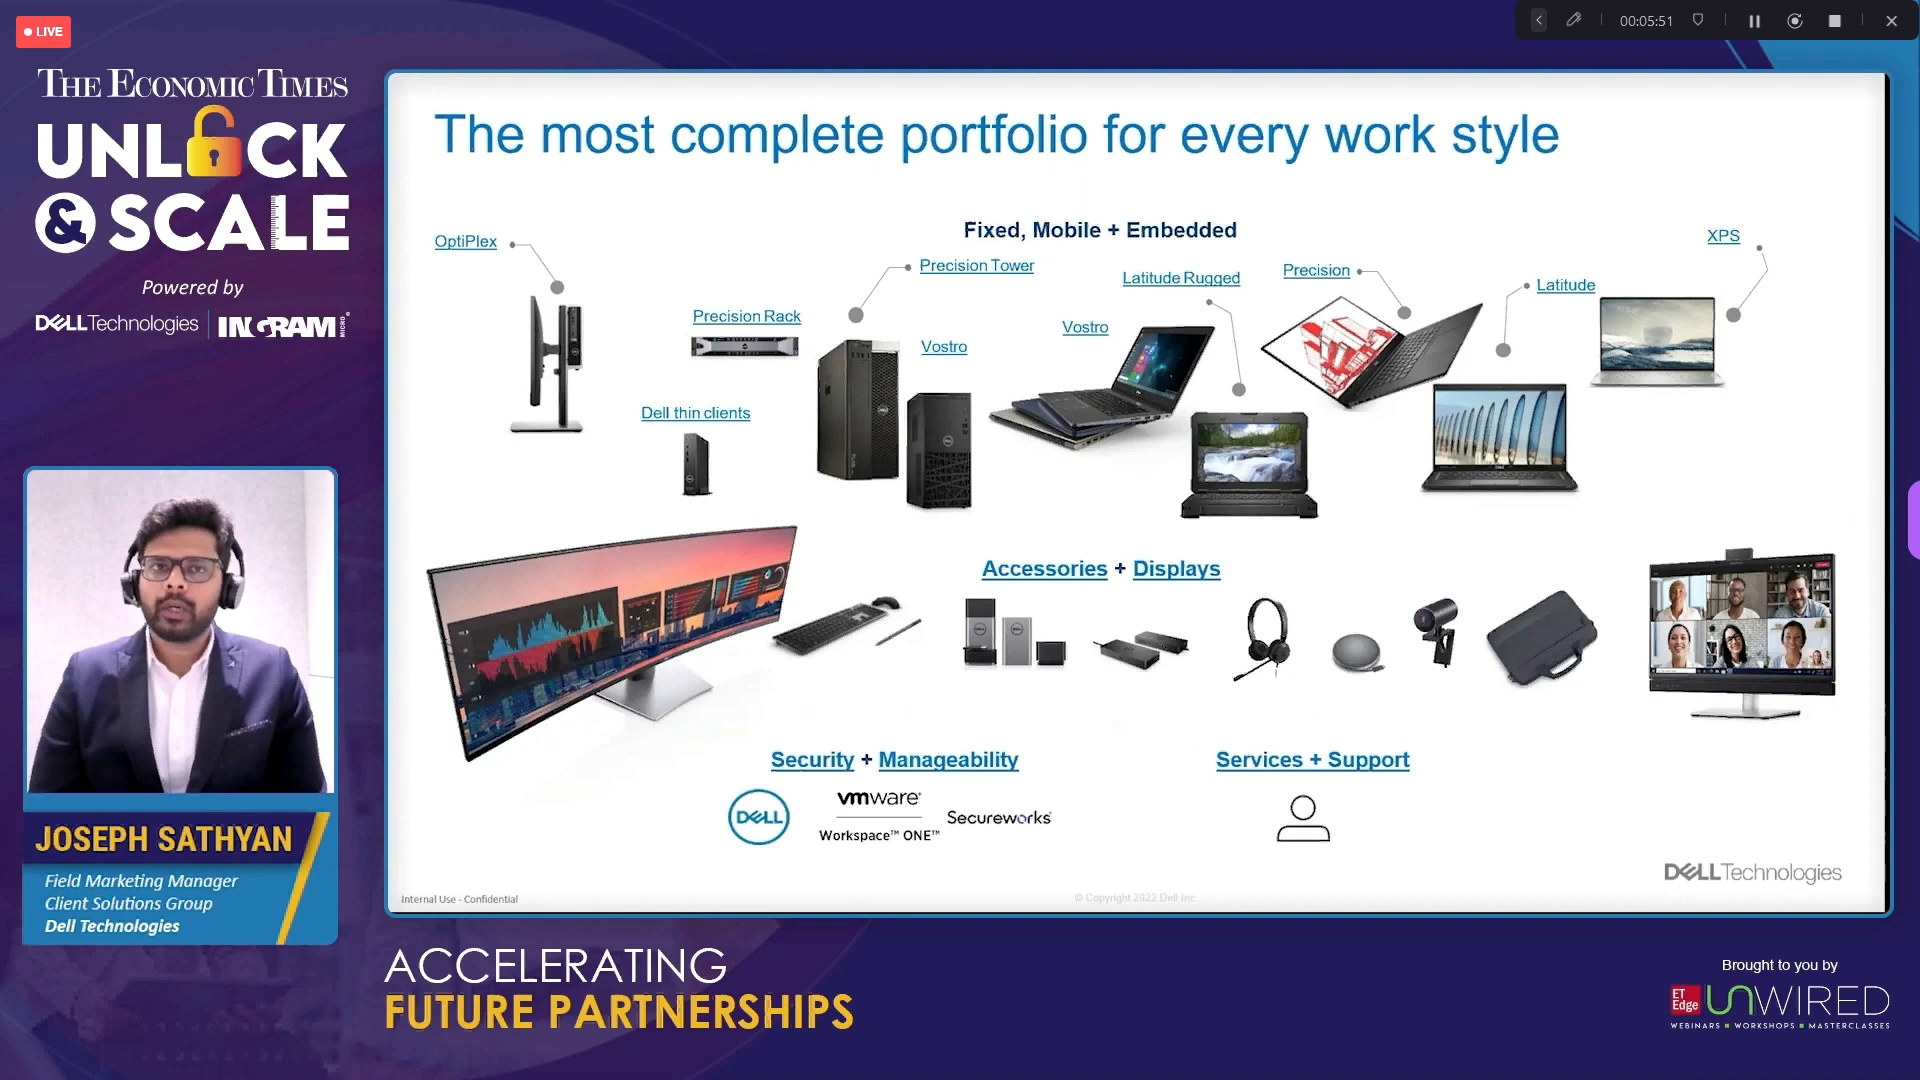 LIVE
00:05:51
THE ECONOMIC TIMES
UNLOCK
& SCALE
Powered by
DELL Technologies | INGRAM MICRO
The most complete portfolio for every work style
Fixed, Mobile + Embedded
OptiPlex
Precision Rack
Dell thin clients
Precision Tower
Vostro
Vostro
Latitude Rugged
Precision
Latitude
XPS
Accessories + Displays
Security + Manageability
Services + Support
DELL
vmware®
Workspace™ ONE™
Secureworks
DELL Technologies
Internal Use - Confidential
© Copyright 2022 Dell Inc.
JOSEPH SATHYAN
Field Marketing Manager
Client Solutions Group
Dell Technologies
ACCELERATING
FUTURE PARTNERSHIPS
Brought to you by
ET Edge UNWIRED
WEBINARS ▪ WORKSHOPS ▪ MASTERCLASSES